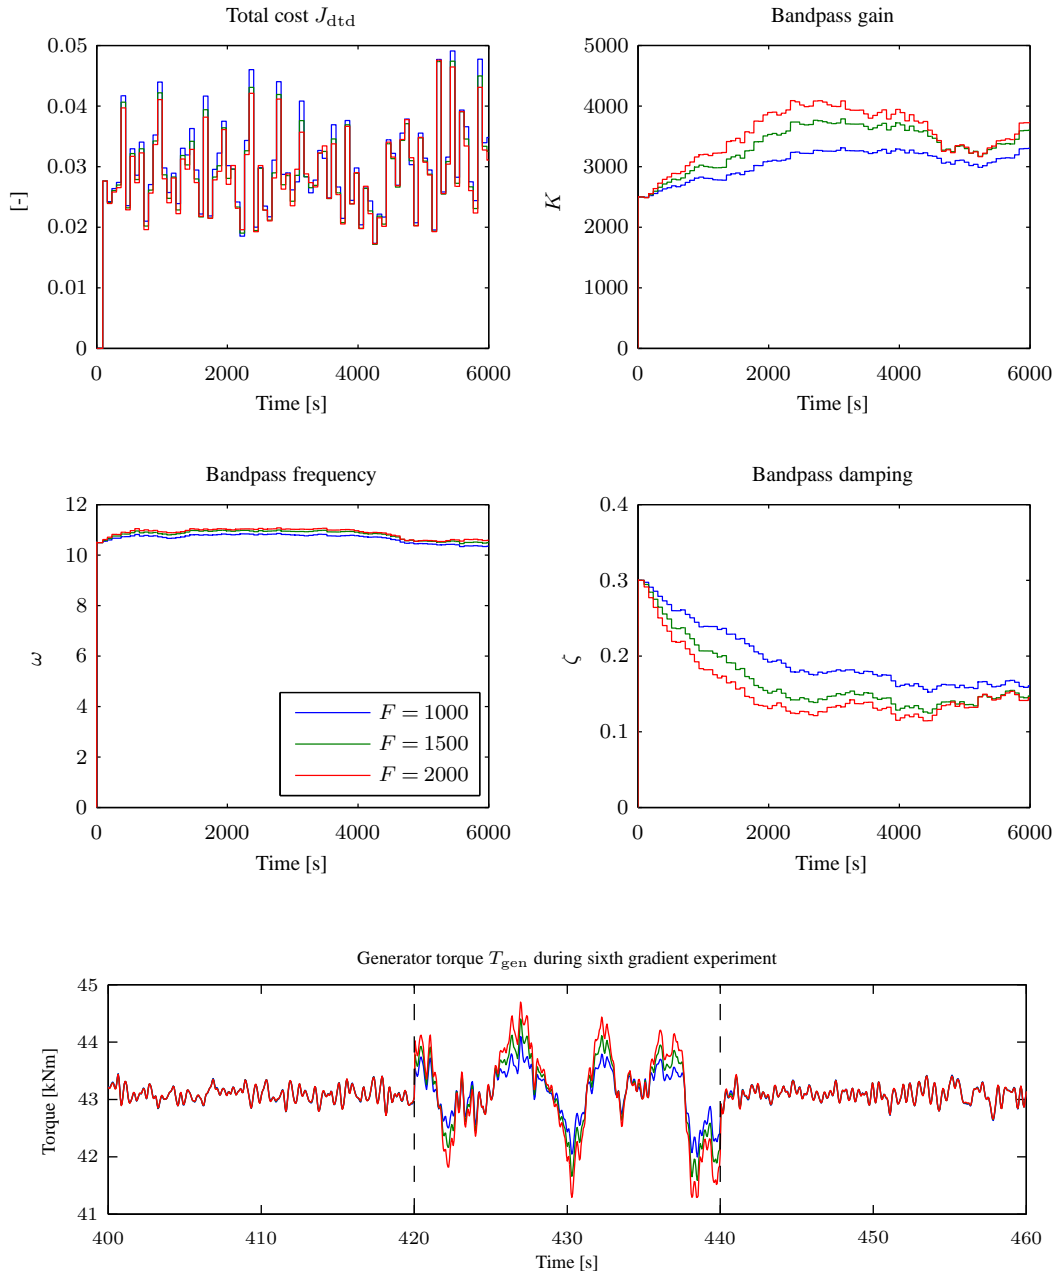 Total cost J_dtd
Bandpass gain
0.05
0.04
0.03
0.02
0.01
0
[-]
0 2000 4000 6000
Time [s]
5000
4000
3000
2000
1000
0
K
0 2000 4000 6000
Time [s]
Bandpass frequency
Bandpass damping
12
10
8
6
4
2
0
ω
F = 1000
F = 1500
F = 2000
0 2000 4000 6000
Time [s]
0.4
0.3
0.2
0.1
0
ζ
0 2000 4000 6000
Time [s]
Generator torque T_gen during sixth gradient experiment
45
44
43
42
41
Torque [kNm]
400 410 420 430 440 450 460
Time [s]